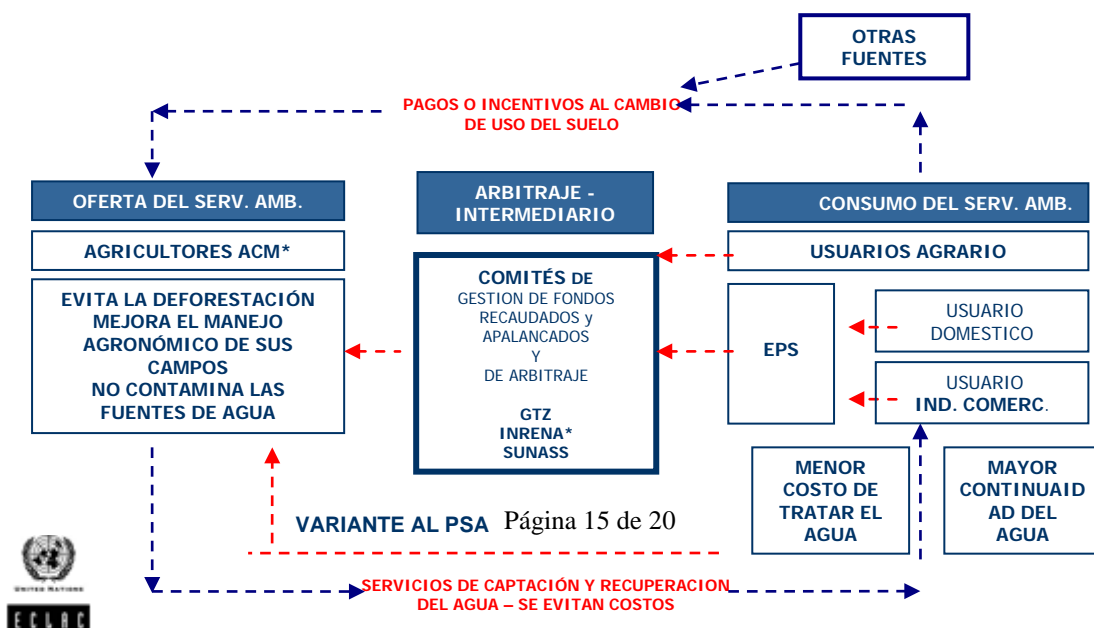 OTRAS
FUENTES
PAGOS O INCENTIVOS AL CAMBIO
DE USO DEL SUELO
OFERTA DEL SERV. AMB.
ARBITRAJE -
INTERMEDIARIO
CONSUMO DEL SERV. AMB.
AGRICULTORES ACM*
USUARIOS AGRARIO
EVITA LA DEFORESTACIÓN
MEJORA EL MANEJO
AGRONÓMICO DE SUS
CAMPOS
NO CONTAMINA LAS
FUENTES DE AGUA
COMITÉS DE
GESTION DE FONDOS
RECAUDADOS y
APALANCADOS
Y
DE ARBITRAJE
GTZ
INRENA*
SUNASS
EPS
USUARIO
DOMESTICO
USUARIO
IND. COMERC.
MENOR
COSTO DE
TRATAR EL
AGUA
MAYOR
CONTINUAID
AD DEL
AGUA
VARIANTE AL PSA Página 15 de 20
SERVICIOS DE CAPTACIÓN Y RECUPERACION
DEL AGUA – SE EVITAN COSTOS
UNITED NATIONS
ECLAC